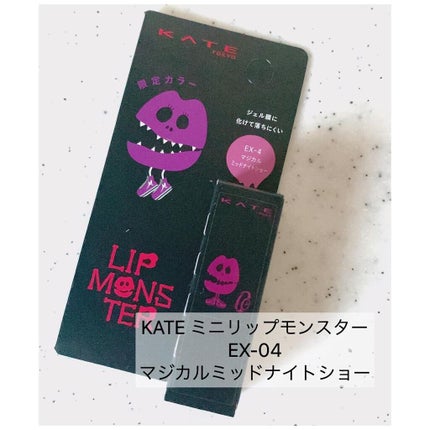 KATE
TOKYO
限定カラー
ジェル膜に
化けて落ちにくい
EX-4
マジカル
ミッドナイトショー
KATE
LIP
MONS
TER
KATE ミニリップモンスター
EX-04
マジカルミッドナイトショー